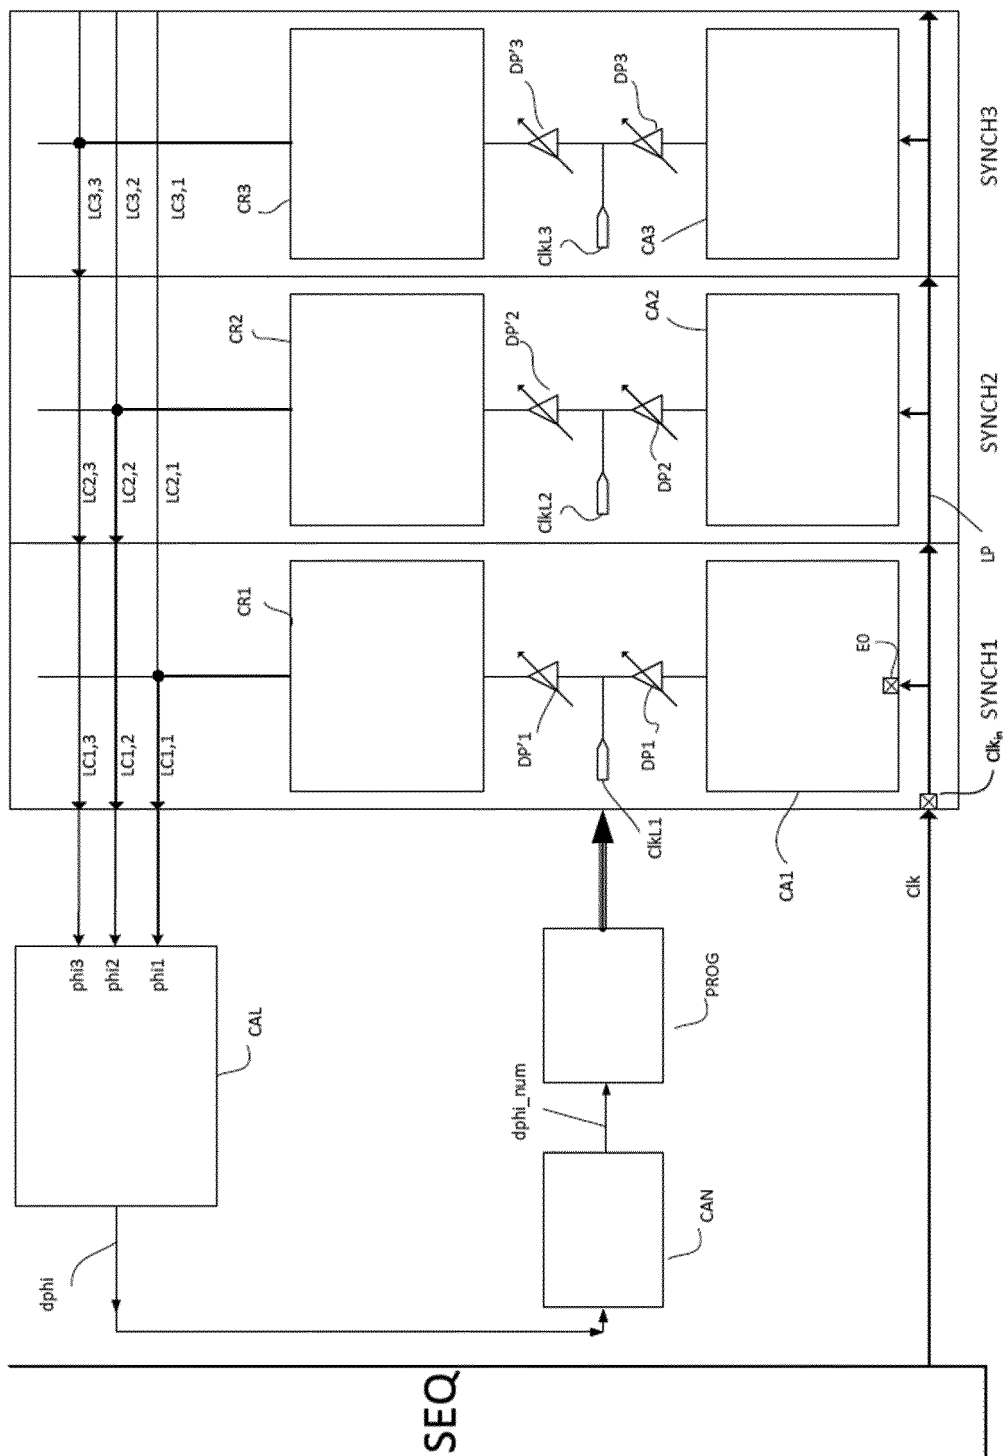 DP'3
DP3
CR3
ClkL3
CA3
SYNCH3
LC3,3
LC3,2
LC3,1
CR2
DP'2
CA2
ClkL2
DP2
SYNCH2
LC2,3
LC2,2
LC2,1
CR1
LP
E0
DP'1
DP1
SYNCH1
LC1,3
LC1,2
LC1,1
Clkin
ClkL1
CA1
Clk
phi3
phi2
phi1
PROG
CAL
dphi_num
CAN
dphi
SEQ